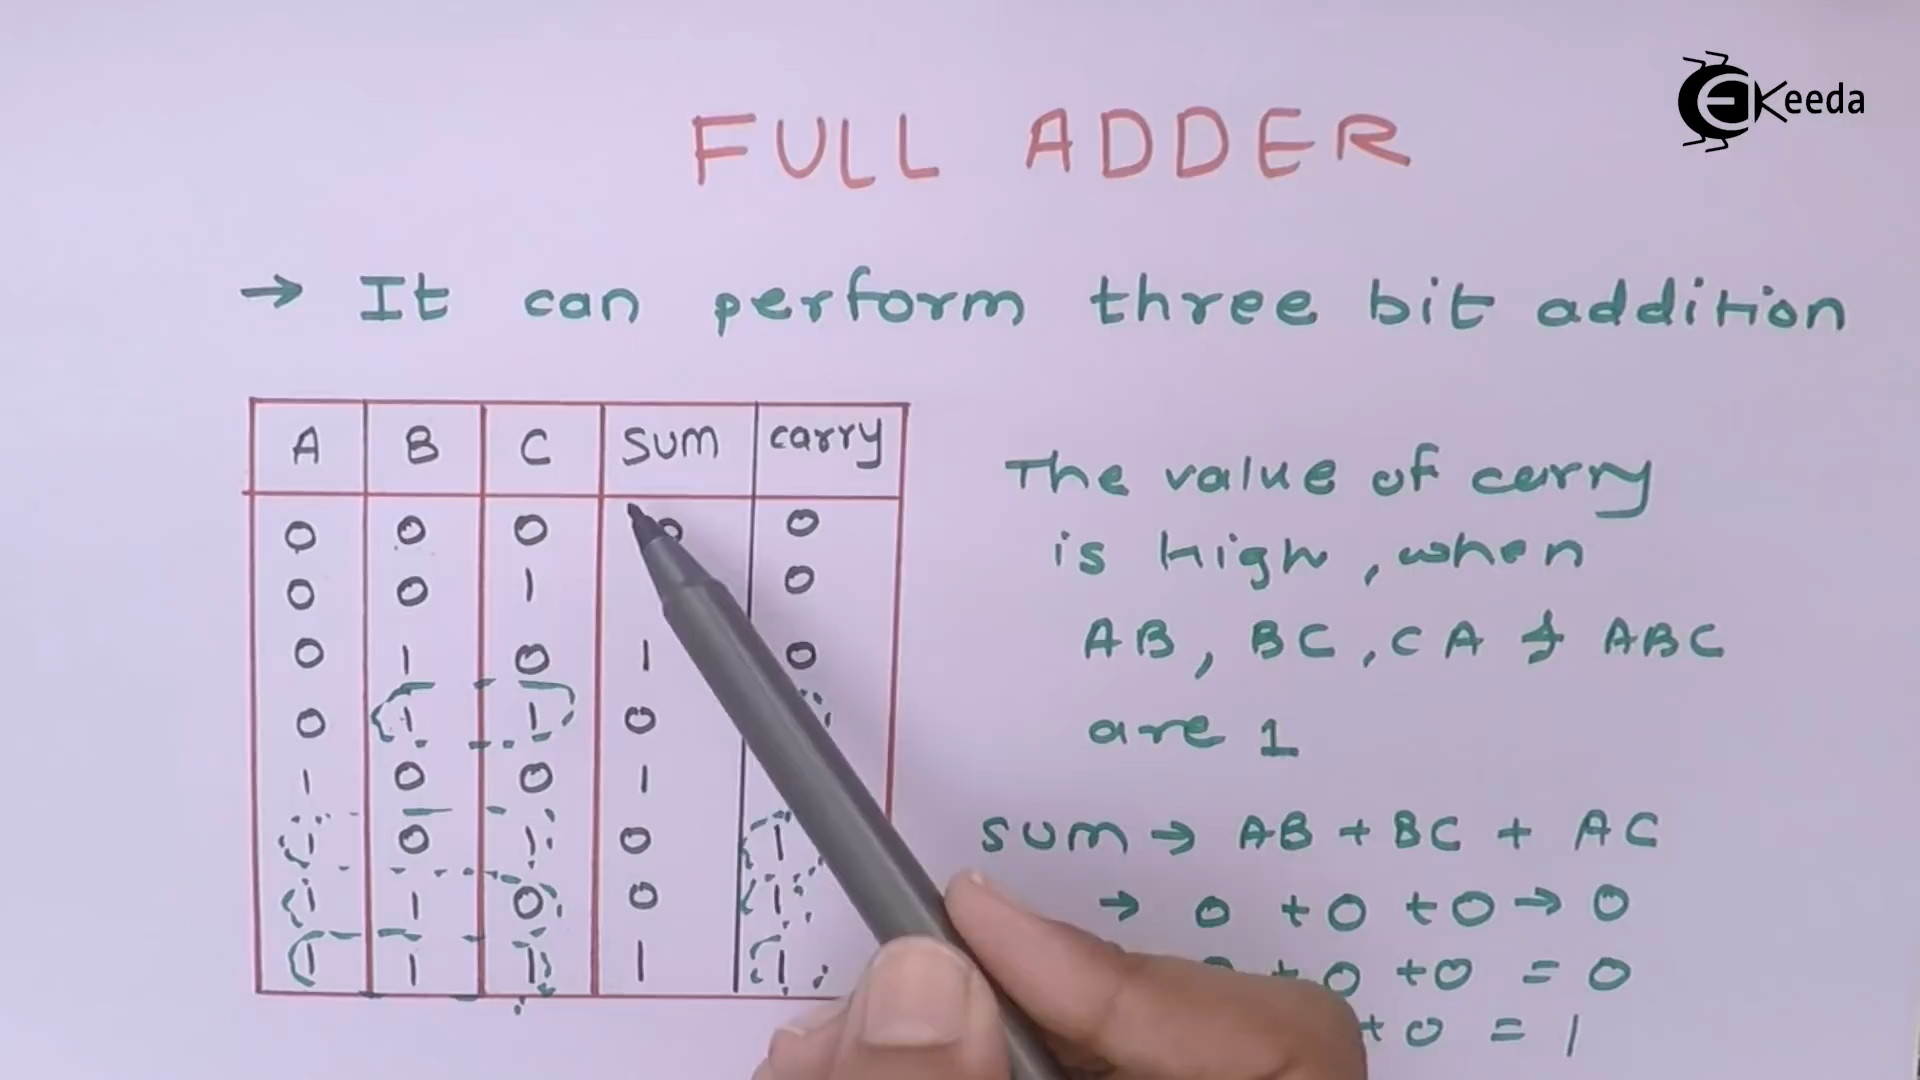 EKeeda
FULL ADDER
→ It can perform three bit addition
A B C SUM carry
0 0 0 0 0
0 0 1 0
0 1 0 1 0
0 1 1 0
1 0 0 1
1 0 1 0 1
1 1 0 0 1
1 1 1 1 1
The value of carry
is high, when
AB, BC, CA & ABC
are 1
SUM → AB + BC + AC
→ 0 + 0 + 0 → 0
0 + 0 + 0 = 0
+ 0 = 1